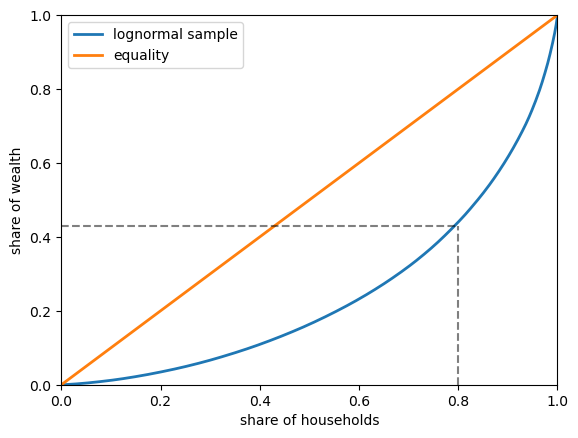 lognormal sample
equality
1.0
0.8
0.6
0.4
0.2
0.0
share of wealth
0.0 0.2 0.4 0.6 0.8 1.0
share of households